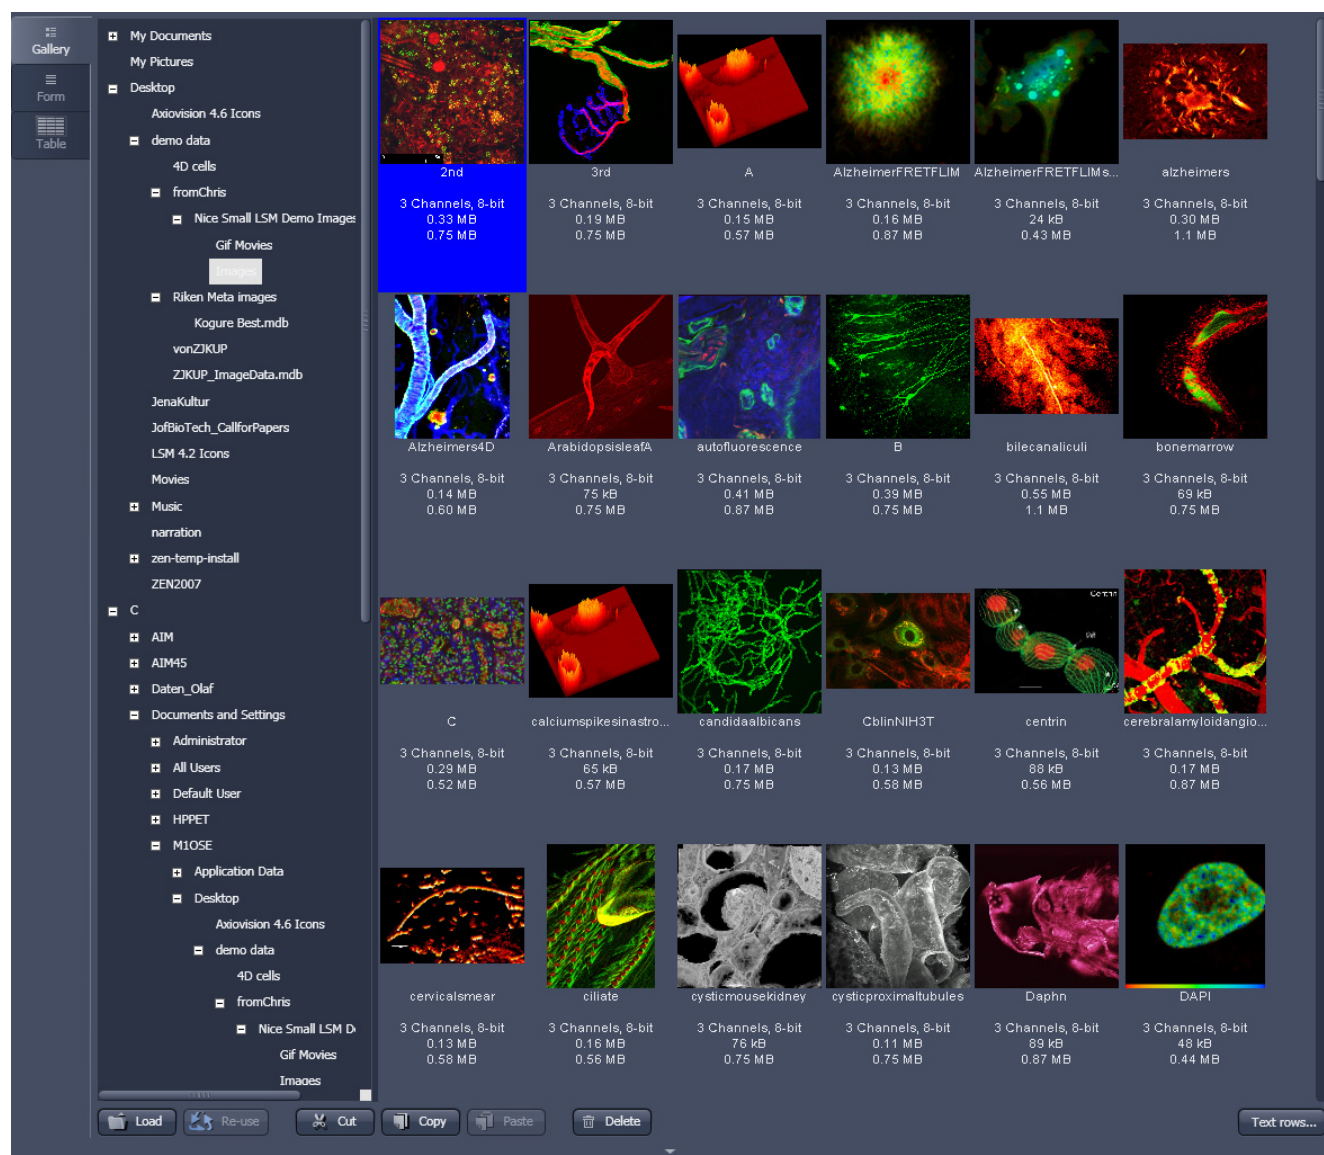 Gallery
Form
Table
My Documents
My Pictures
Desktop
Axiovision 4.6 Icons
demo data
4D cells
fromChris
Nice Small LSM Demo Images
Gif Movies
Images
Riken Meta images
Kogure Best.mdb
vonZJKUP
ZJKUP_ImageData.mdb
JenaKultur
JofBioTech_CallforPapers
LSM 4.2 Icons
Movies
Music
narration
zen-temp-install
ZEN2007
C
AIM
AIM45
Daten_Olaf
Documents and Settings
Administrator
All Users
Default User
HPPET
M1OSE
Application Data
Desktop
Axiovision 4.6 Icons
demo data
4D cells
fromChris
Nice Small LSM D
Gif Movies
Images
2nd
3 Channels, 8-bit
0.33 MB
0.75 MB
3rd
3 Channels, 8-bit
0.19 MB
0.75 MB
A
3 Channels, 8-bit
0.15 MB
0.57 MB
AlzheimerFRETFLIM
3 Channels, 8-bit
0.16 MB
0.87 MB
AlzheimerFRETFLIMs...
3 Channels, 8-bit
24 kB
0.43 MB
alzheimers
3 Channels, 8-bit
0.30 MB
1.1 MB
Alzheimers4D
3 Channels, 8-bit
0.14 MB
0.60 MB
ArabidopsisleafA
3 Channels, 8-bit
75 kB
0.75 MB
autofluorescence
3 Channels, 8-bit
0.41 MB
0.87 MB
B
3 Channels, 8-bit
0.39 MB
0.75 MB
bilecanaliculi
3 Channels, 8-bit
0.55 MB
1.1 MB
bonemarrow
3 Channels, 8-bit
69 kB
0.75 MB
C
3 Channels, 8-bit
0.29 MB
0.52 MB
calciumspikesinastro...
3 Channels, 8-bit
65 kB
0.57 MB
candidaalbicans
3 Channels, 8-bit
0.17 MB
0.75 MB
CblinNIH3T
3 Channels, 8-bit
0.13 MB
0.58 MB
Centrin
centrin
3 Channels, 8-bit
88 kB
0.56 MB
cerebralamyloidangio...
3 Channels, 8-bit
0.17 MB
0.87 MB
cervicalsmear
3 Channels, 8-bit
0.13 MB
0.58 MB
ciliate
3 Channels, 8-bit
0.16 MB
0.56 MB
cysticmousekidney
3 Channels, 8-bit
76 kB
0.75 MB
cysticproximaltubules
3 Channels, 8-bit
0.11 MB
0.75 MB
Daphn
3 Channels, 8-bit
89 kB
0.87 MB
DAPI
3 Channels, 8-bit
48 kB
0.44 MB
Load
Re-use
Cut
Copy
Paste
Delete
Text rows...